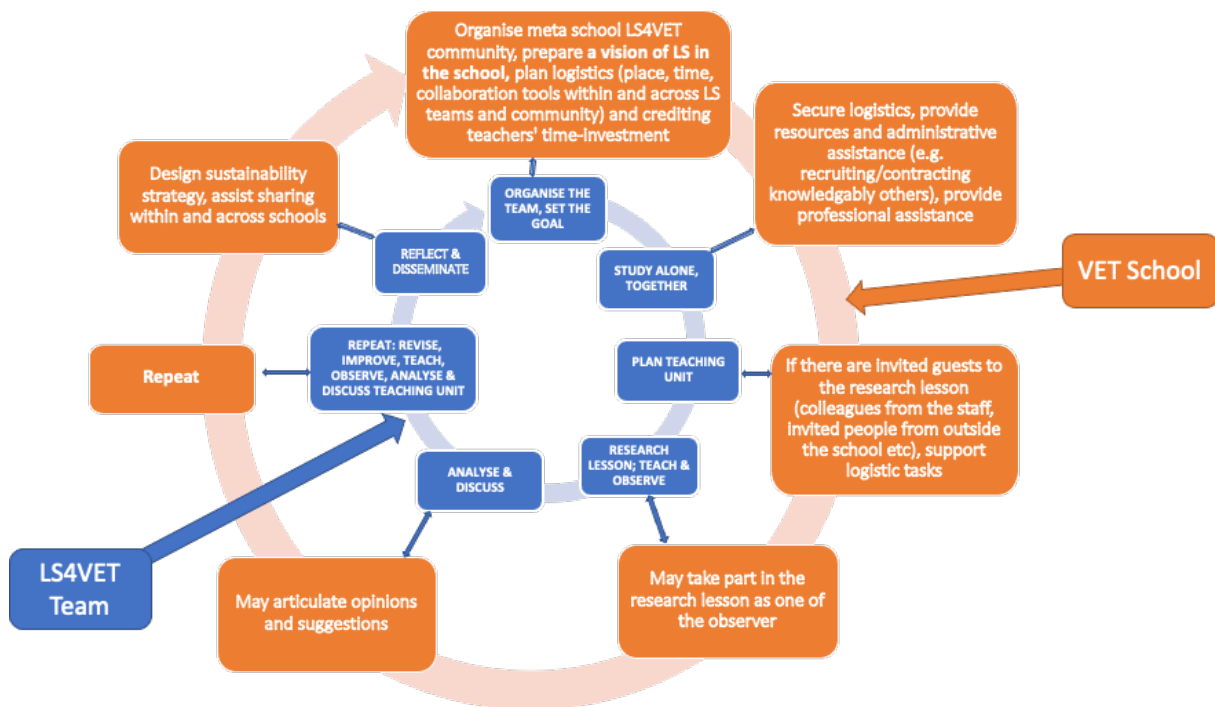 Organise meta school LS4VET
community, prepare a vision of LS in
the school, plan logistics (place, time,
collaboration tools within and across LS
teams and community) and crediting
teachers' time-investment
Secure logistics, provide
resources and administrative
assistance (e.g.
recruiting/contracting
knowledgably others), provide
professional assistance
Design sustainability
strategy, assist sharing
within and across schools
ORGANISE THE
TEAM, SET THE
GOAL
REFLECT &
DISSEMINATE
STUDY ALONE,
TOGETHER
VET School
REPEAT: REVISE,
IMPROVE, TEACH,
OBSERVE, ANALYSE &
DISCUSS TEACHING UNIT
PLAN TEACHING
UNIT
Repeat
If there are invited guests to
the research lesson
(colleagues from the staff,
invited people from outside
the school etc), support
logistic tasks
ANALYSE &
DISCUSS
RESEARCH
LESSON; TEACH &
OBSERVE
LS4VET
Team
May articulate opinions
and suggestions
May take part in the
research lesson as one of
the observer